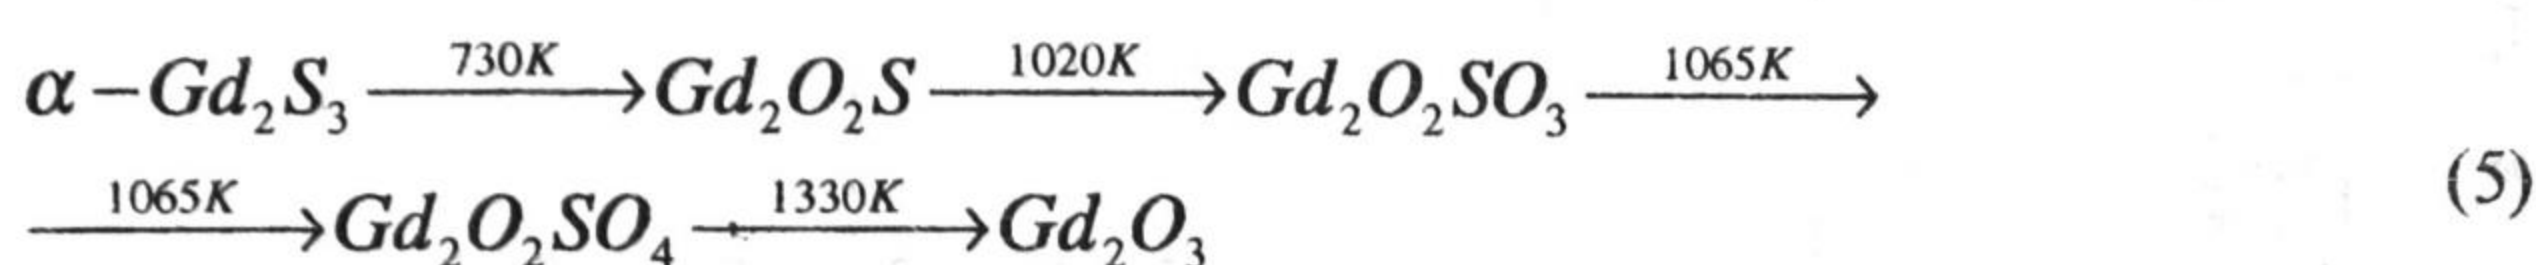 α – Gd₂S₃ —730K→ Gd₂O₂S —1020K→ Gd₂O₂SO₃ —1065K→
—1065K→ Gd₂O₂SO₄ —1330K→ Gd₂O₃ (5)